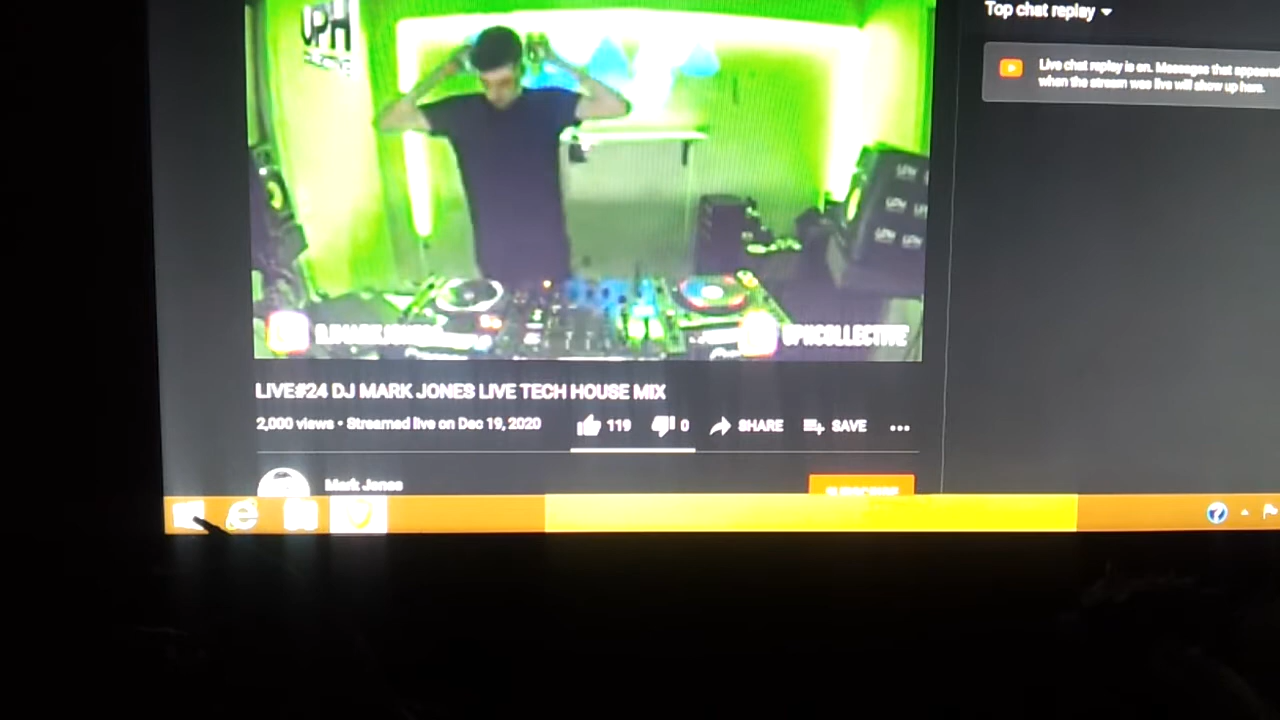 UPH
Top chat replay
Live chat replay is on. Messages that appeared
when the stream was live will show up here.
UPHCOLLECTIVE
LIVE#24 DJ MARK JONES LIVE TECH HOUSE MIX
2,000 views • Streamed live on Dec 19, 2020
119
0
SHARE
SAVE
Mark Jones